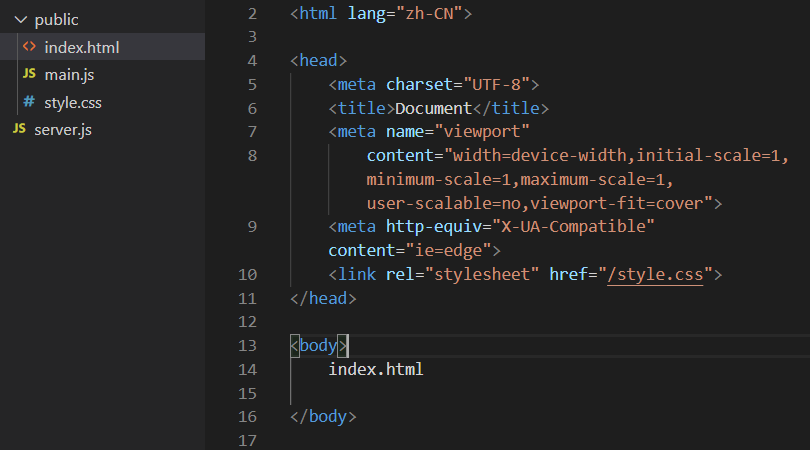 public
<> index.html
JS main.js
# style.css
JS server.js
2 <html lang="zh-CN">
3
4 <head>
5 <meta charset="UTF-8">
6 <title>Document</title>
7 <meta name="viewport"
8 content="width=device-width,initial-scale=1,
minimum-scale=1,maximum-scale=1,
user-scalable=no,viewport-fit=cover">
9 <meta http-equiv="X-UA-Compatible"
content="ie=edge">
10 <link rel="stylesheet" href="/style.css">
11 </head>
12
13 <body>
14 index.html
15
16 </body>
17